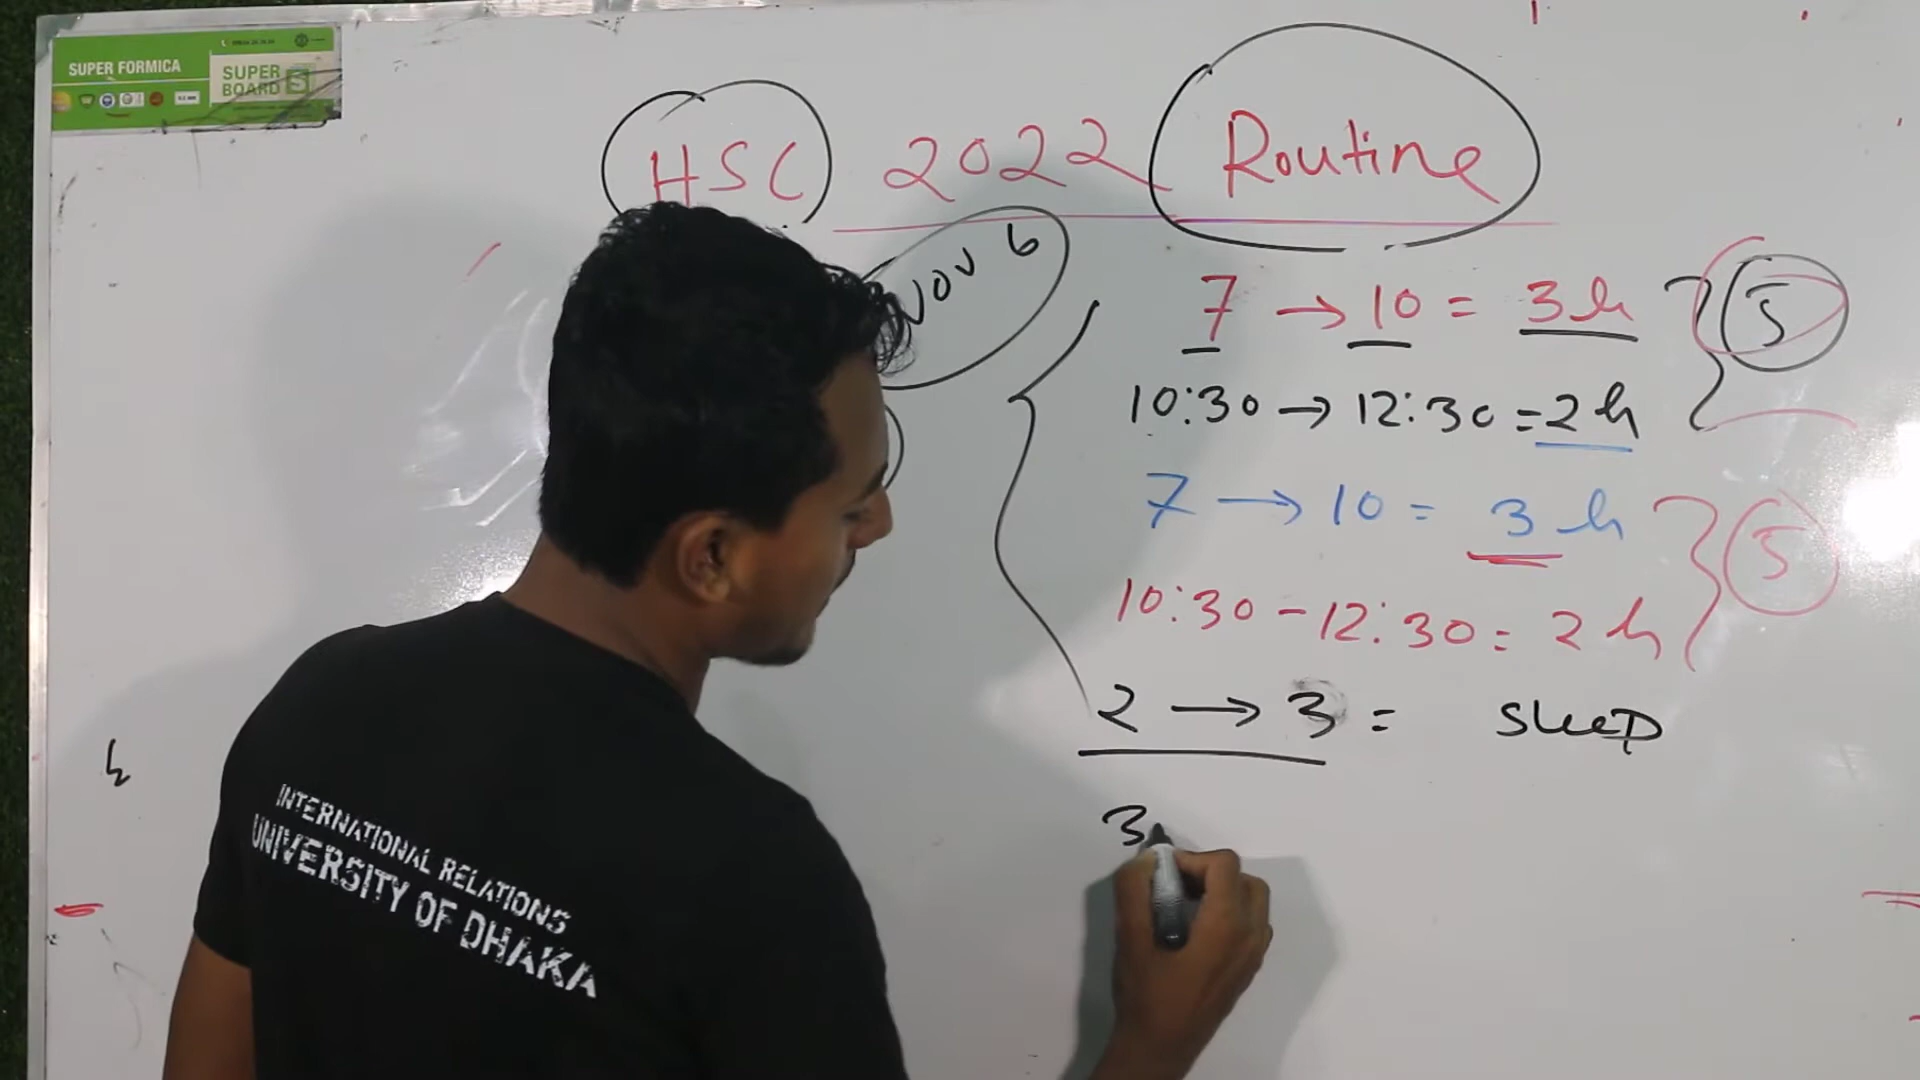 SUPER FORMICA
SUPER
BOARD S
HSC 2022 Routine
Nov 6
7 → 10 = 3h
5
10:30 → 12:30 = 2h
7 → 10 = 3h
5
10:30 - 12:30 = 2h
2 → 3 = Sleep
3
INTERNATIONAL RELATIONS
UNIVERSITY OF DHAKA